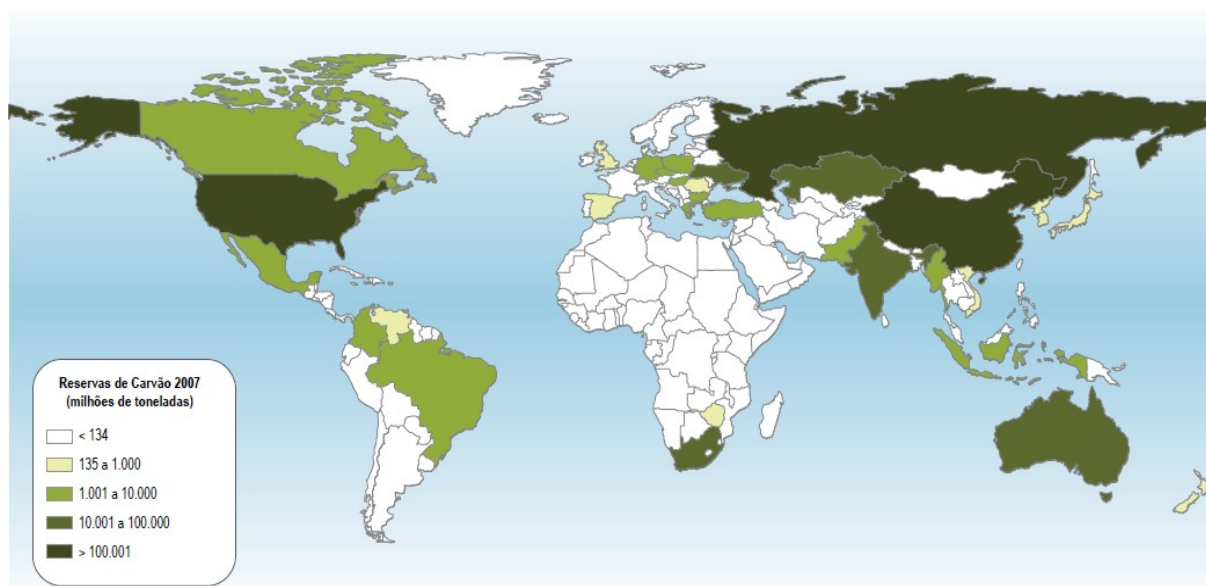 Reservas de Carvão 2007
(milhões de toneladas)
< 134
135 a 1.000
1.001 a 10.000
10.001 a 100.000
> 100.001